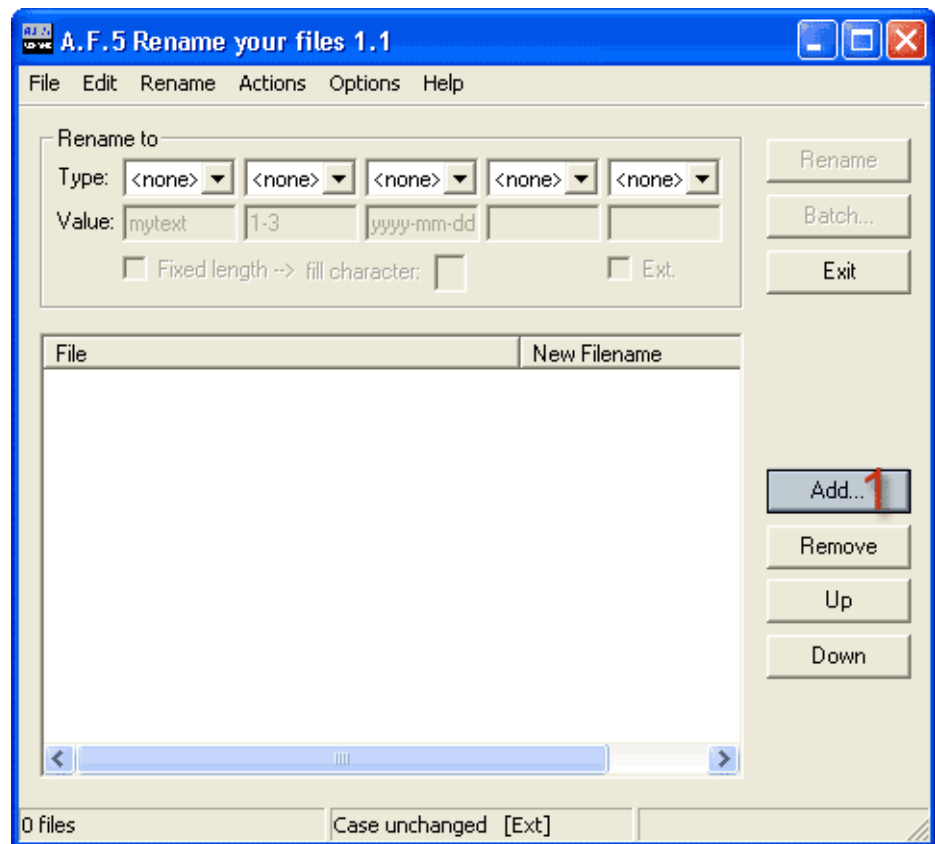 A.F.5 Rename your files 1.1
File Edit Rename Actions Options Help
Rename to
Type: <none> <none> <none> <none> <none>
Value: mytext 1-3 yyyy-mm-dd
Fixed length --> fill character: Ext.
Rename
Batch...
Exit
File New Filename
Add... 1
Remove
Up
Down
0 files Case unchanged [Ext]